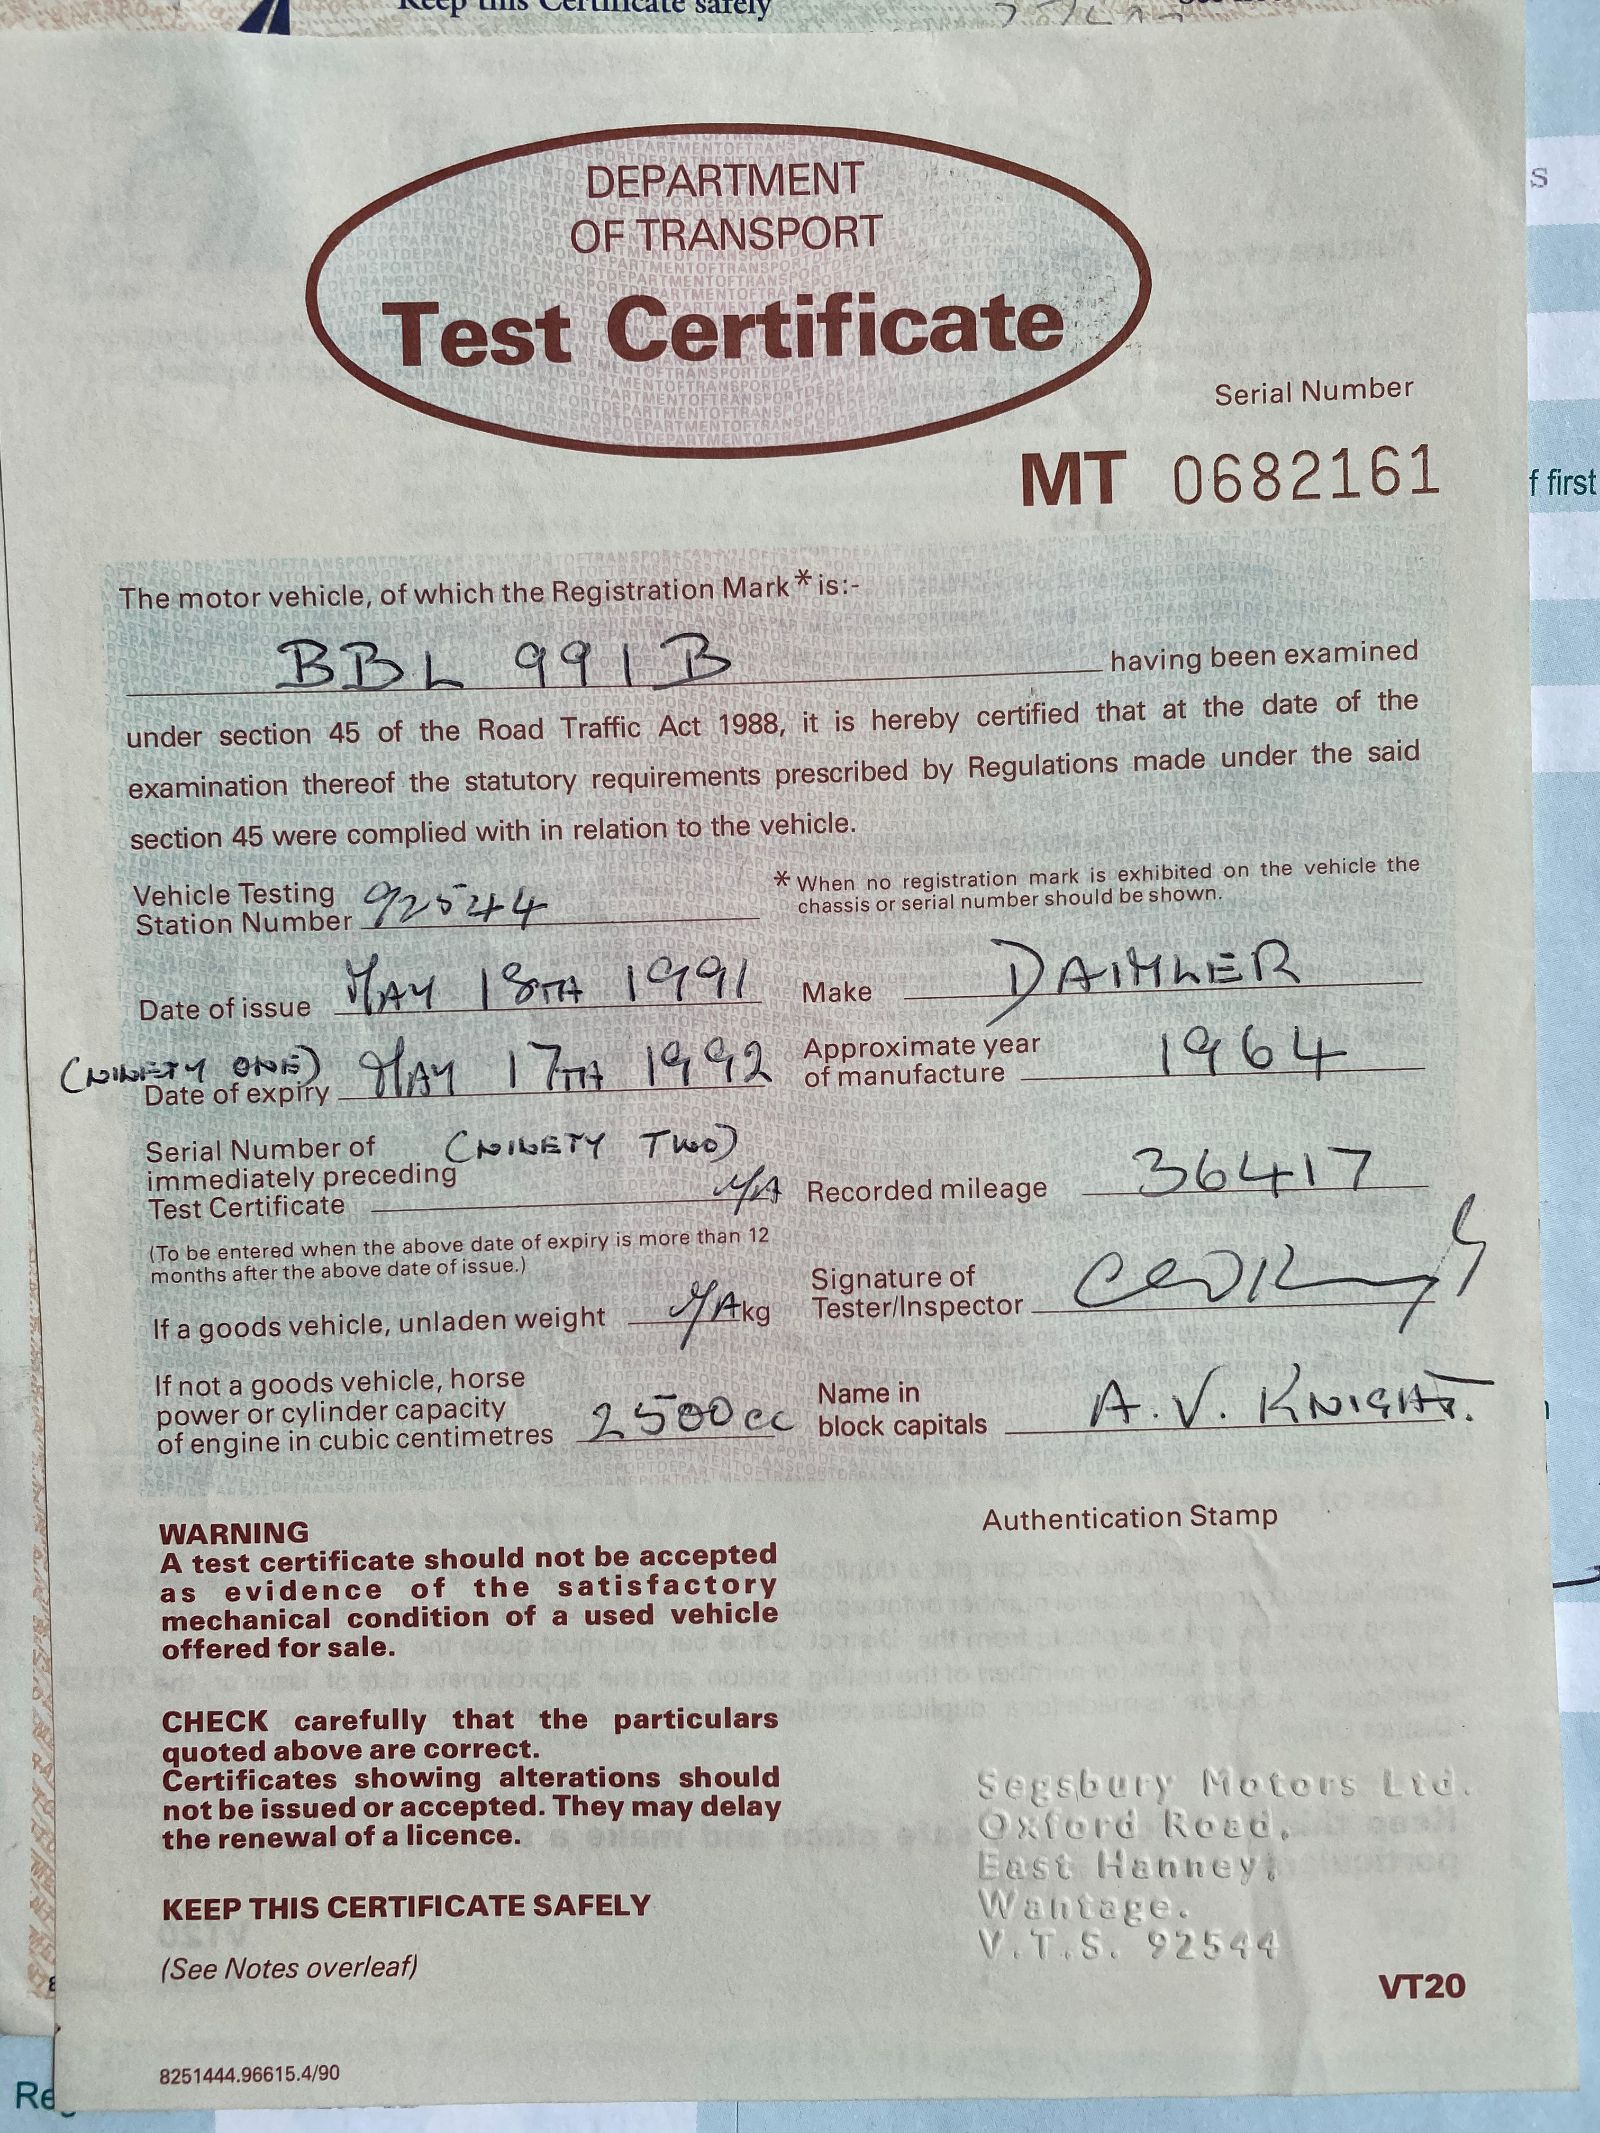 Keep this Certificate safely
DEPARTMENT
OF TRANSPORT
Test Certificate
Serial Number
MT 0682161
The motor vehicle, of which the Registration Mark * is:-
BBL 991B having been examined
under section 45 of the Road Traffic Act 1988, it is hereby certified that at the date of the
examination thereof the statutory requirements prescribed by Regulations made under the said
section 45 were complied with in relation to the vehicle.
Vehicle Testing
Station Number 92544
* When no registration mark is exhibited on the vehicle the
chassis or serial number should be shown.
Date of issue MAY 18TH 1991
Make DAIMLER
(NINETY ONE)
Date of expiry MAY 17TH 1992
Approximate year
of manufacture 1964
Serial Number of (NINETY TWO)
immediately preceding
Test Certificate N/A
Recorded mileage 36417
(To be entered when the above date of expiry is more than 12
months after the above date of issue.)
If a goods vehicle, unladen weight N/A kg
Signature of
Tester/Inspector
If not a goods vehicle, horse
power or cylinder capacity
of engine in cubic centimetres 2500cc
Name in
block capitals A. V. KNIGHT.
WARNING
A test certificate should not be accepted
as evidence of the satisfactory
mechanical condition of a used vehicle
offered for sale.
CHECK carefully that the particulars
quoted above are correct.
Certificates showing alterations should
not be issued or accepted. They may delay
the renewal of a licence.
KEEP THIS CERTIFICATE SAFELY
(See Notes overleaf)
Authentication Stamp
Segsbury Motors Ltd.
Oxford Road,
East Hanney,
Wantage.
V.T.S. 92544
VT20
8251444.96615.4/90
f first